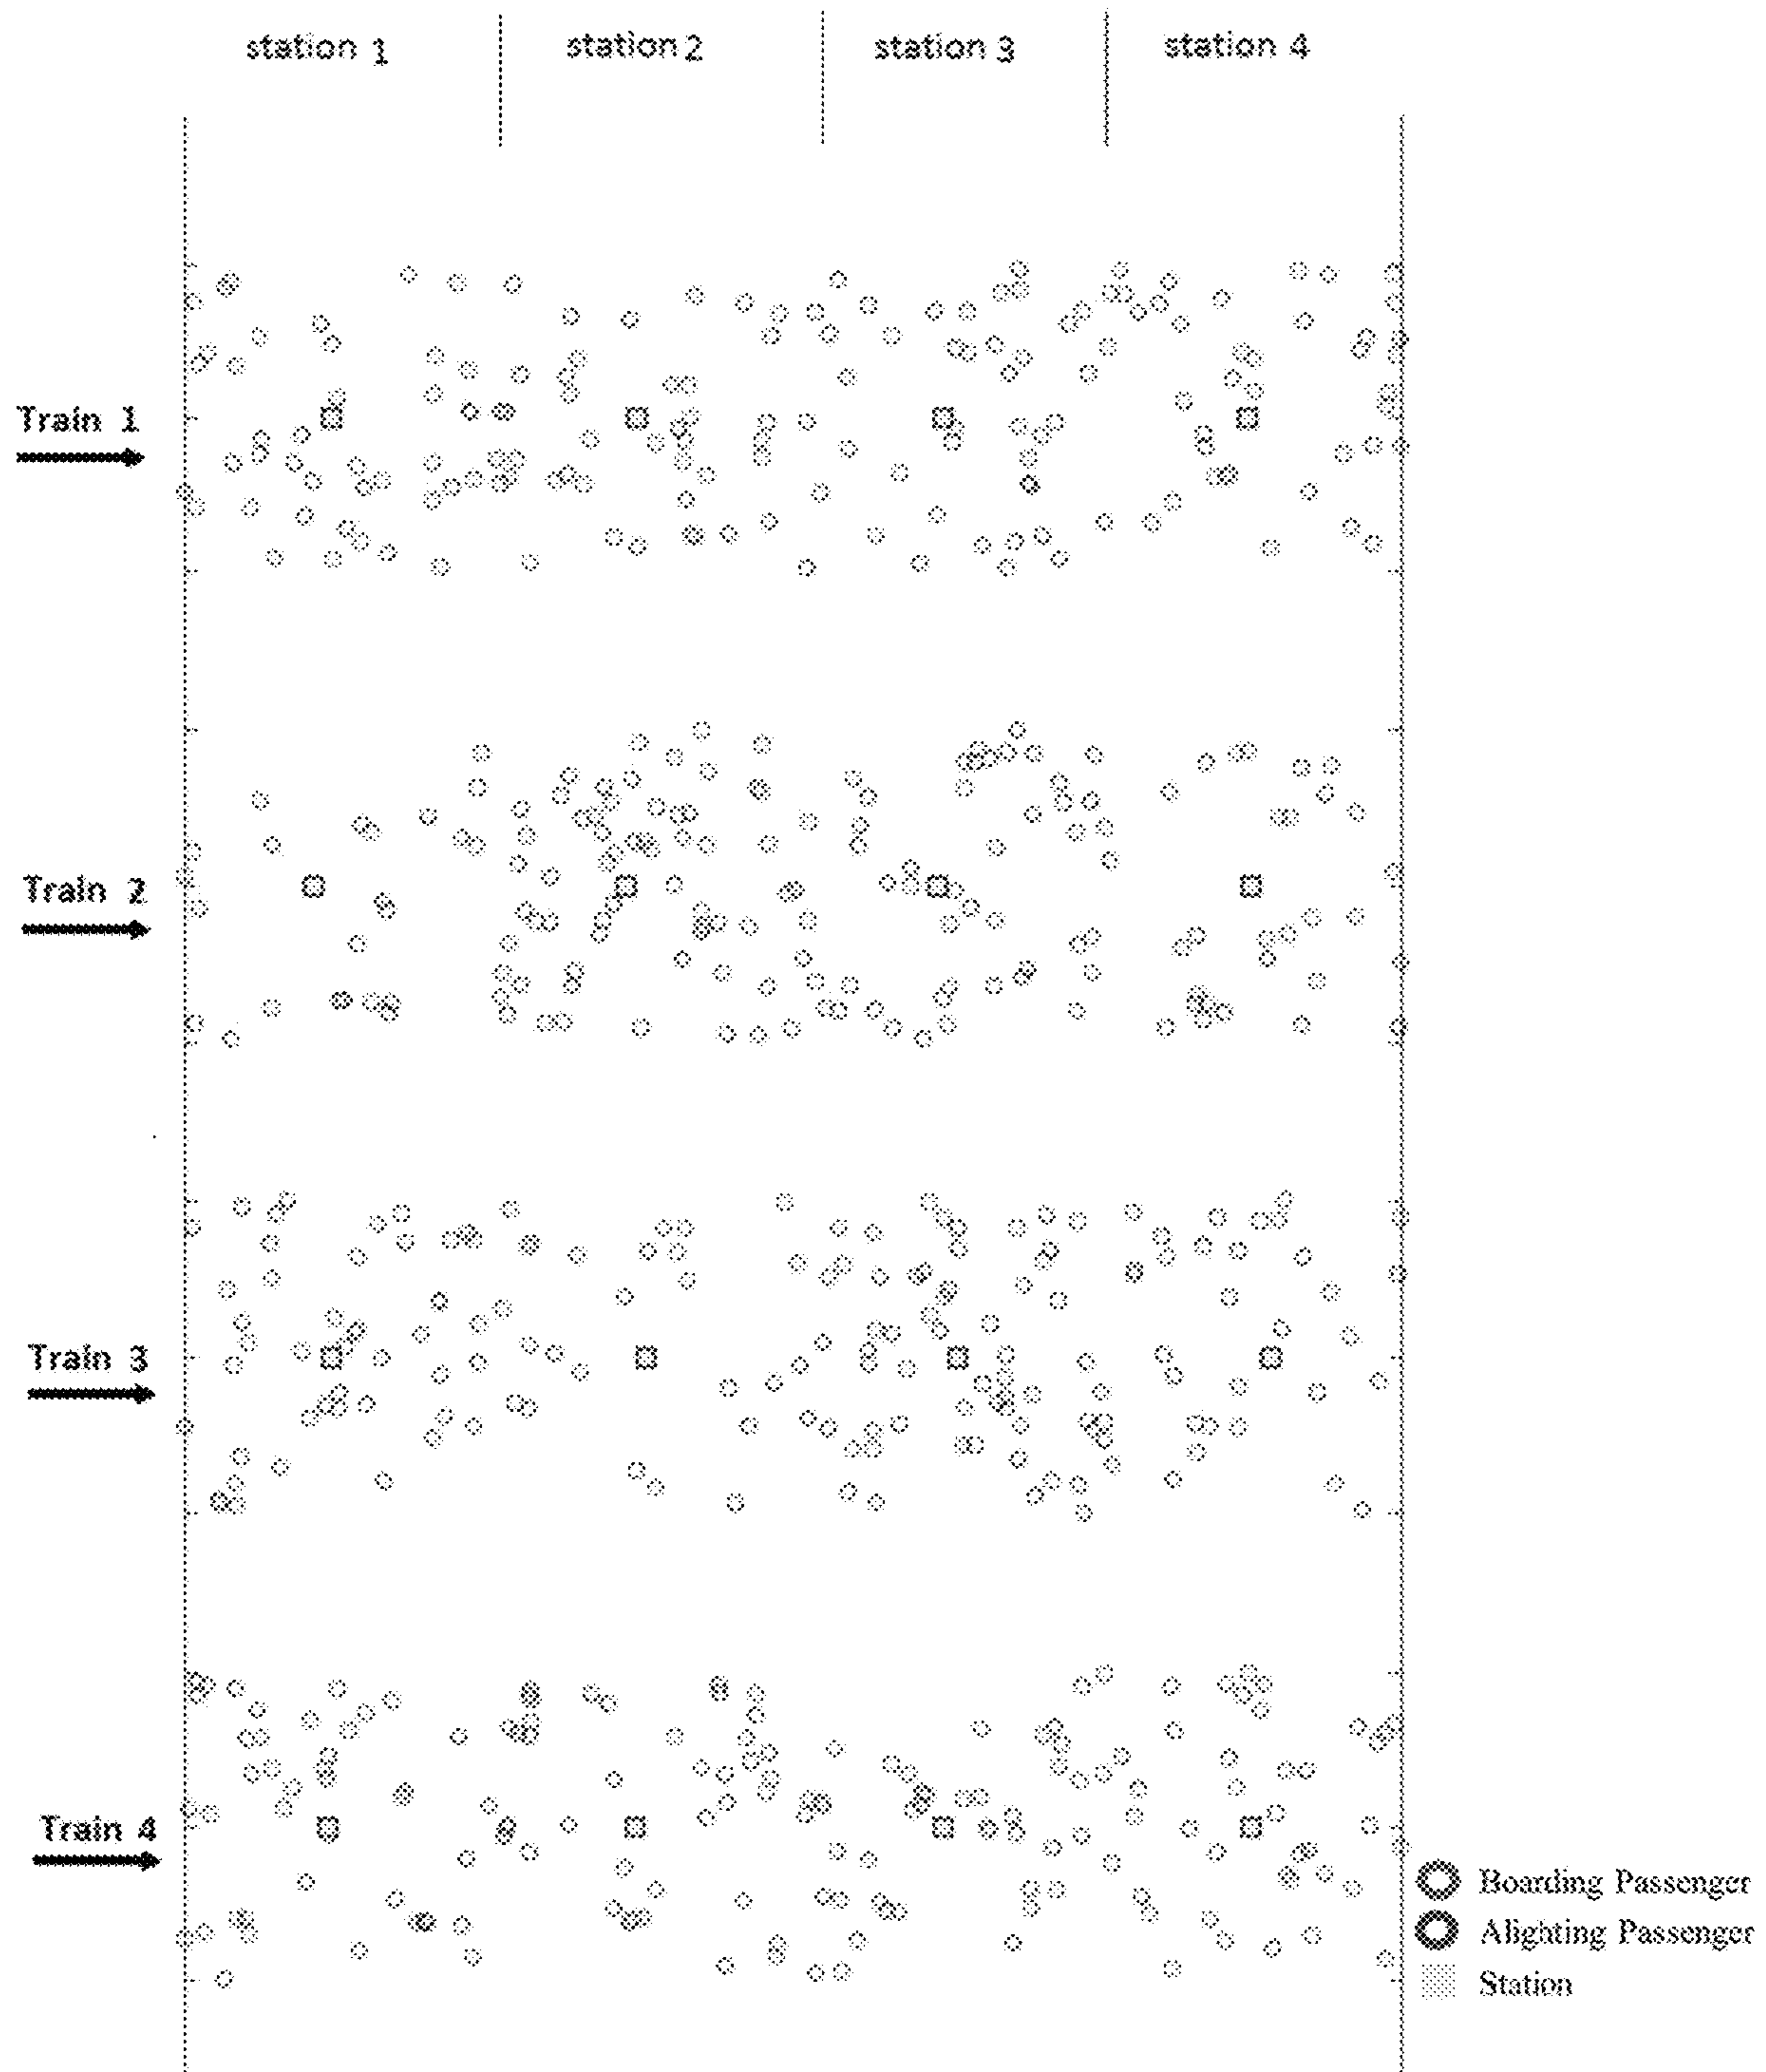 station 1 station 2 station 3 station 4
Train 1
Train 2
Train 3
Train 4
Boarding Passenger
Alighting Passenger
Station